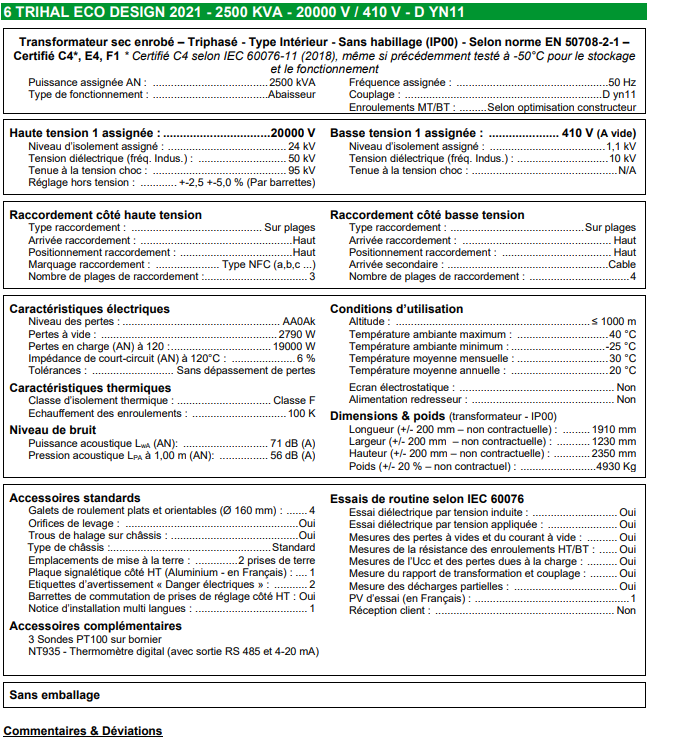 6 TRIHAL ECO DESIGN 2021 - 2500 KVA - 20000 V / 410 V - D YN11
Transformateur sec enrobé – Triphasé - Type Intérieur - Sans habillage (IP00) - Selon norme EN 50708-2-1 –
Certifié C4*, E4, F1 * Certifié C4 selon IEC 60076-11 (2018), même si précédemment testé à -50°C pour le stockage
et le fonctionnement
Puissance assignée AN : ................................2500 kVA
Type de fonctionnement : ................................Abaisseur
Fréquence assignée : ................................50 Hz
Couplage : ................................D yn11
Enroulements MT/BT : .........Selon optimisation constructeur
Haute tension 1 assignée : ................................20000 V
Niveau d'isolement assigné : ................................24 kV
Tension diélectrique (fréq. Indus.) : ................................50 kV
Tenue à la tension choc : ................................95 kV
Réglage hors tension : ........... +-2,5 +-5,0 % (Par barrettes)
Basse tension 1 assignée : .................... 410 V (A vide)
Niveau d'isolement assigné : ................................1,1 kV
Tension diélectrique (fréq. Indus.) : ................................10 kV
Tenue à la tension choc : ................................N/A
Raccordement côté haute tension
Type raccordement : ................................ Sur plages
Arrivée raccordement : ................................Haut
Positionnement raccordement : ................................Haut
Marquage raccordement : ................... Type NFC (a,b,c ...)
Nombre de plages de raccordement :................................3
Raccordement côté basse tension
Type raccordement : ................................Sur plages
Arrivée raccordement : ................................ Haut
Positionnement raccordement : ................................ Haut
Arrivée secondaire : ................................Cable
Nombre de plages de raccordement : ................................4
Caractéristiques électriques
Niveau des pertes : ................................ AA0Ak
Pertes à vide : ................................2790 W
Pertes en charge (AN) à 120 : ................................19000 W
Impédance de court-circuit (AN) à 120°C : ................... 6 %
Tolérances : ...................... Sans dépassement de pertes
Caractéristiques thermiques
Classe d'isolement thermique : ................................Classe F
Echauffement des enroulements : ................................100 K
Niveau de bruit
Puissance acoustique LwA (AN): ................................71 dB (A)
Pression acoustique LPA à 1,00 m (AN): ...................56 dB (A)
Conditions d'utilisation
Altitude : ................................≤ 1000 m
Température ambiante maximum : ................................40 °C
Température ambiante minimum : ................................-25 °C
Température moyenne mensuelle : ................................30 °C
Température moyenne annuelle : ................................20 °C
Ecran électrostatique : ................................ Non
Alimentation redresseur : ................................ Non
Dimensions & poids (transformateur - IP00)
Longueur (+/- 200 mm – non contractuelle) : ......... 1910 mm
Largeur (+/- 200 mm – non contractuelle) : ........... 1230 mm
Hauteur (+/- 200 mm – non contractuelle) : ............2350 mm
Poids (+/- 20 % – non contractuel) : ......................4930 Kg
Accessoires standards
Galets de roulement plats et orientables (Ø 160 mm) : ....... 4
Orifices de levage : ................................Oui
Trous de halage sur châssis : ................................Oui
Type de châssis :................................Standard
Emplacements de mise à la terre : .............2 prises de terre
Plaque signalétique côté HT (Aluminium - en Français) : .... 1
Etiquettes d'avertissement « Danger électriques » : ........... 2
Barrettes de commutation de prises de réglage côté HT : Oui
Notice d'installation multi langues : ................................ 1
Accessoires complémentaires
3 Sondes PT100 sur bornier
NT935 - Thermomètre digital (avec sortie RS 485 et 4-20 mA)
Essais de routine selon IEC 60076
Essai diélectrique par tension induite : ......................... Oui
Essai diélectrique par tension appliquée : ..................... Oui
Mesures des pertes à vides et du courant à vide : ......... Oui
Mesures de la résistance des enroulements HT/BT : ...... Oui
Mesures de l'Ucc et des pertes dues à la charge : ......... Oui
Mesure du rapport de transformation et couplage : ......... Oui
Mesure des décharges partielles : ................................ Oui
PV d'essai (en Français) : ................................1
Réception client : ................................ Non
Sans emballage
Commentaires & Déviations